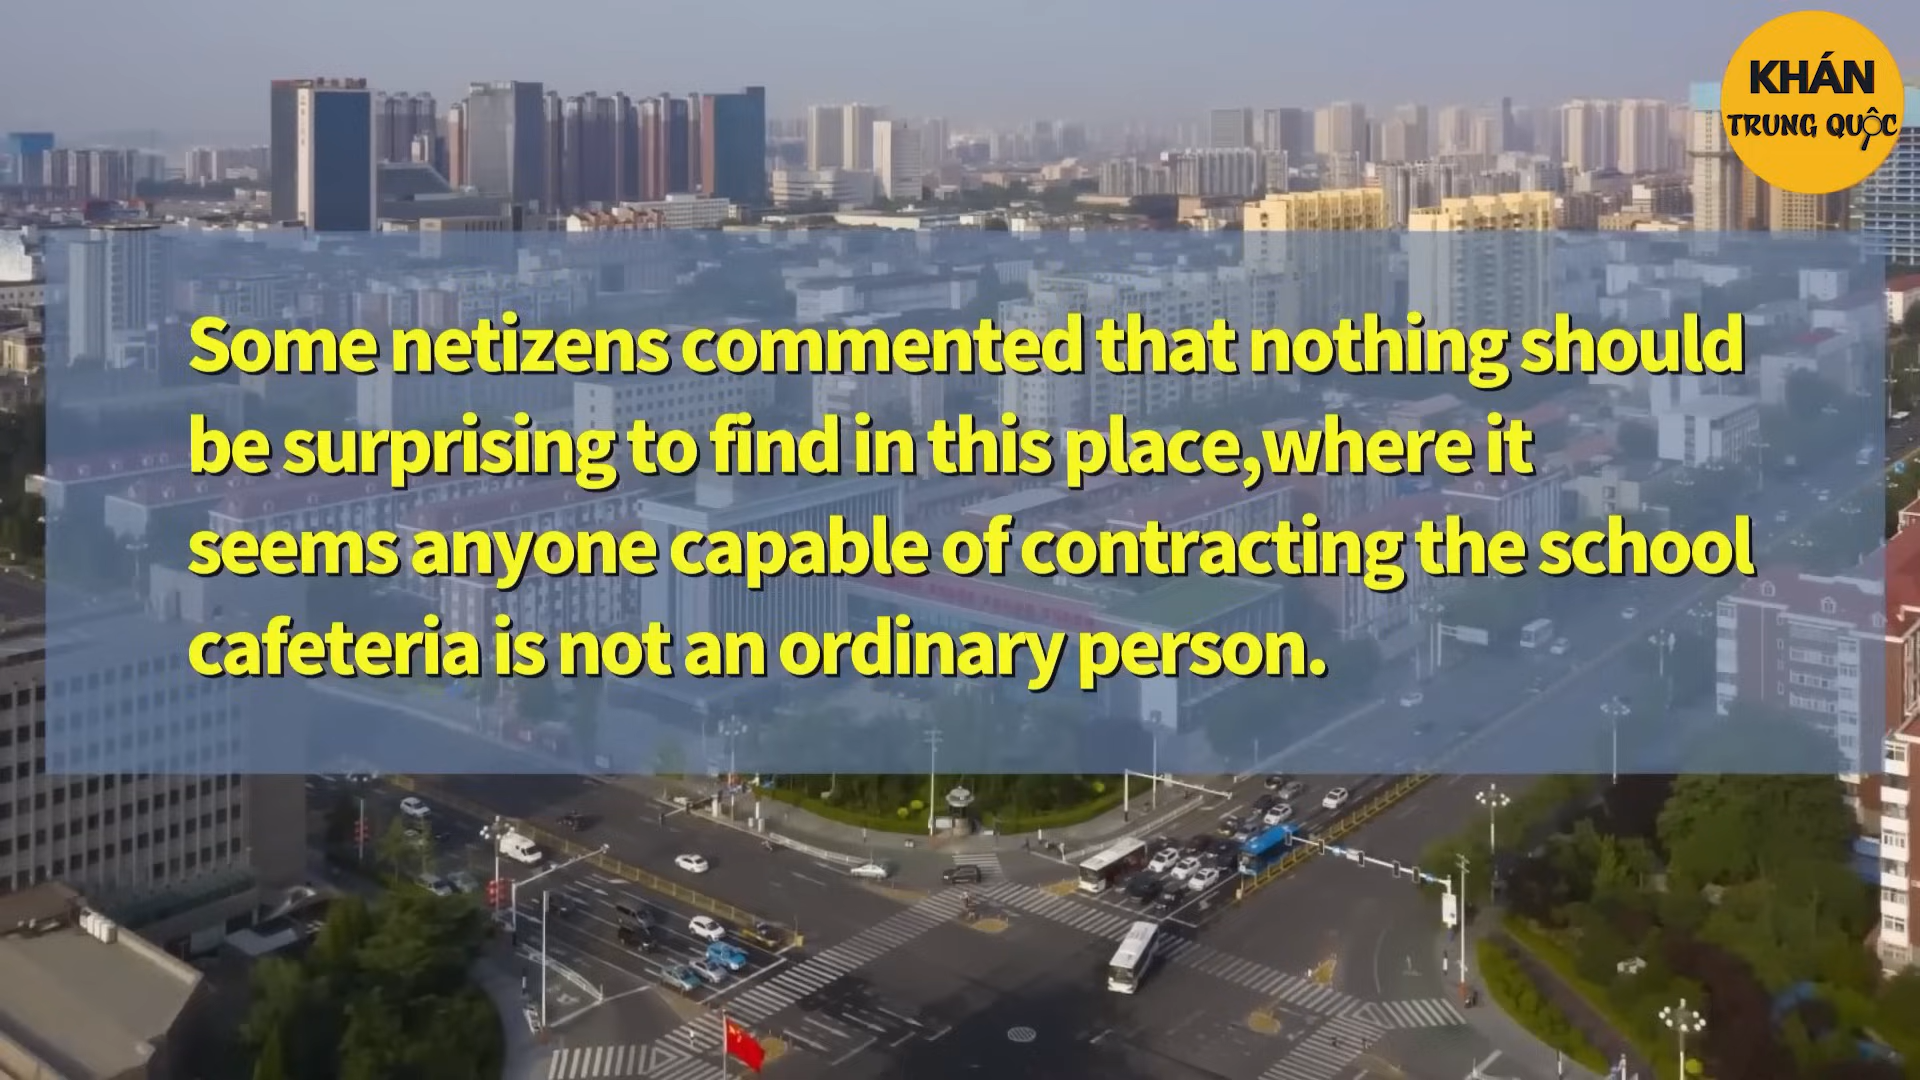 KHÁN
TRUNG QUỐC
Some netizens commented that nothing should
be surprising to find in this place,where it
seems anyone capable of contracting the school
cafeteria is not an ordinary person.